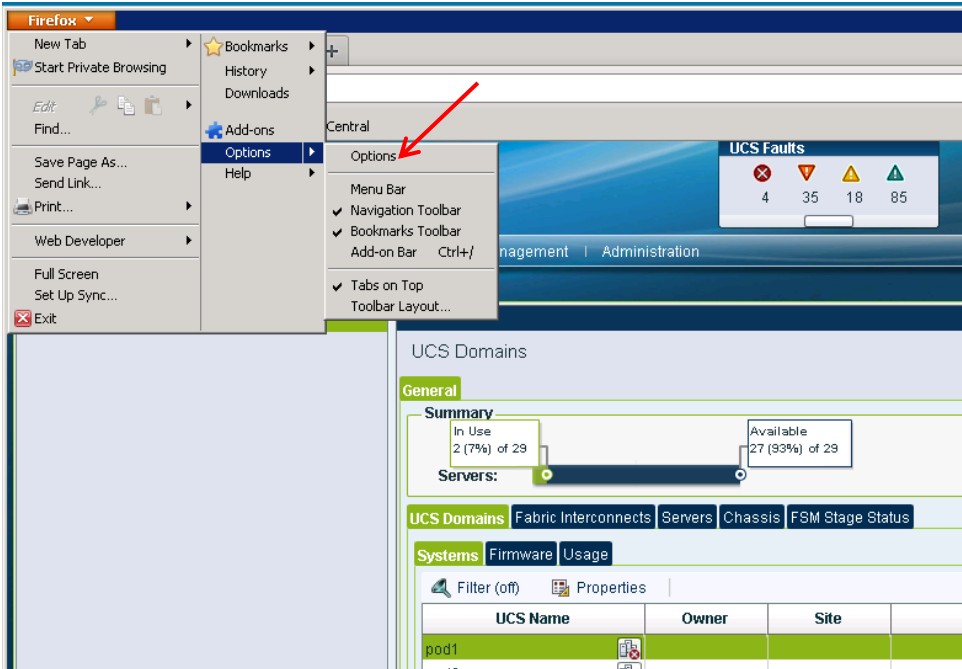 Firefox
New Tab
Start Private Browsing
Edit
Find...
Save Page As...
Send Link...
Print...
Web Developer
Full Screen
Set Up Sync...
Exit
Bookmarks
History
Downloads
Add-ons
Options
Help
+
Central
Options
Menu Bar
Navigation Toolbar
Bookmarks Toolbar
Add-on Bar Ctrl+/
Tabs on Top
Toolbar Layout...
UCS Faults
4 35 18 85
nagement | Administration
UCS Domains
General
Summary
In Use
2 (7%) of 29
Available
27 (93%) of 29
Servers:
UCS Domains Fabric Interconnects Servers Chassis FSM Stage Status
Systems Firmware Usage
Filter (off) Properties
UCS Name Owner Site
pod1